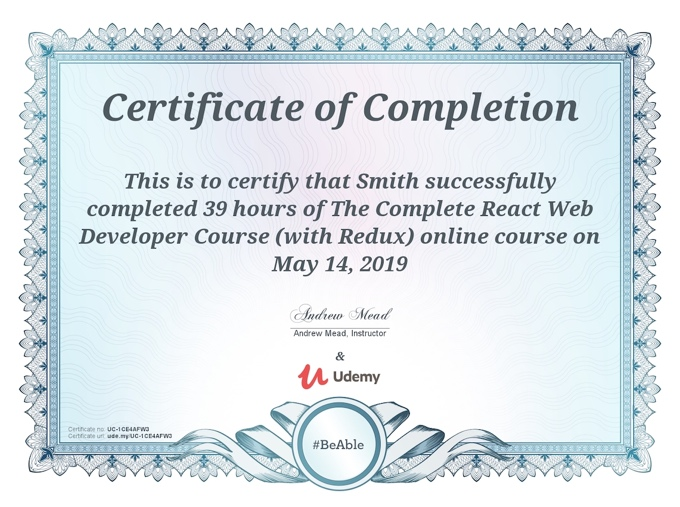 Certificate of Completion
This is to certify that Smith successfully
completed 39 hours of The Complete React Web
Developer Course (with Redux) online course on
May 14, 2019
Andrew Mead
Andrew Mead, Instructor
&
Udemy
Certificate no: UC-1CE4AFW3
Certificate url: ude.my/UC-1CE4AFW3
#BeAble